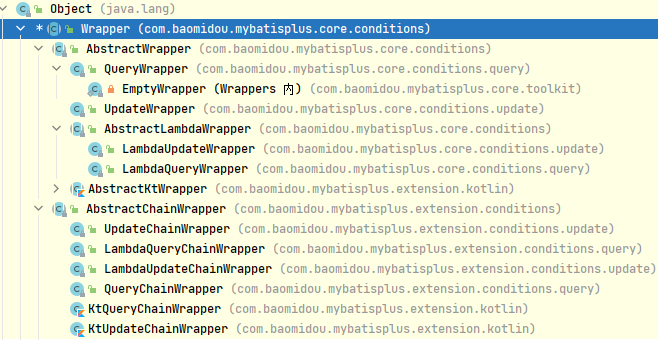 Object (java.lang)
* Wrapper (com.baomidou.mybatisplus.core.conditions)
AbstractWrapper (com.baomidou.mybatisplus.core.conditions)
QueryWrapper (com.baomidou.mybatisplus.core.conditions.query)
EmptyWrapper (Wrappers 内) (com.baomidou.mybatisplus.core.toolkit)
UpdateWrapper (com.baomidou.mybatisplus.core.conditions.update)
AbstractLambdaWrapper (com.baomidou.mybatisplus.core.conditions)
LambdaUpdateWrapper (com.baomidou.mybatisplus.core.conditions.update)
LambdaQueryWrapper (com.baomidou.mybatisplus.core.conditions.query)
AbstractKtWrapper (com.baomidou.mybatisplus.extension.kotlin)
AbstractChainWrapper (com.baomidou.mybatisplus.extension.conditions)
UpdateChainWrapper (com.baomidou.mybatisplus.extension.conditions.update)
LambdaQueryChainWrapper (com.baomidou.mybatisplus.extension.conditions.query)
LambdaUpdateChainWrapper (com.baomidou.mybatisplus.extension.conditions.update)
QueryChainWrapper (com.baomidou.mybatisplus.extension.conditions.query)
KtQueryChainWrapper (com.baomidou.mybatisplus.extension.kotlin)
KtUpdateChainWrapper (com.baomidou.mybatisplus.extension.kotlin)